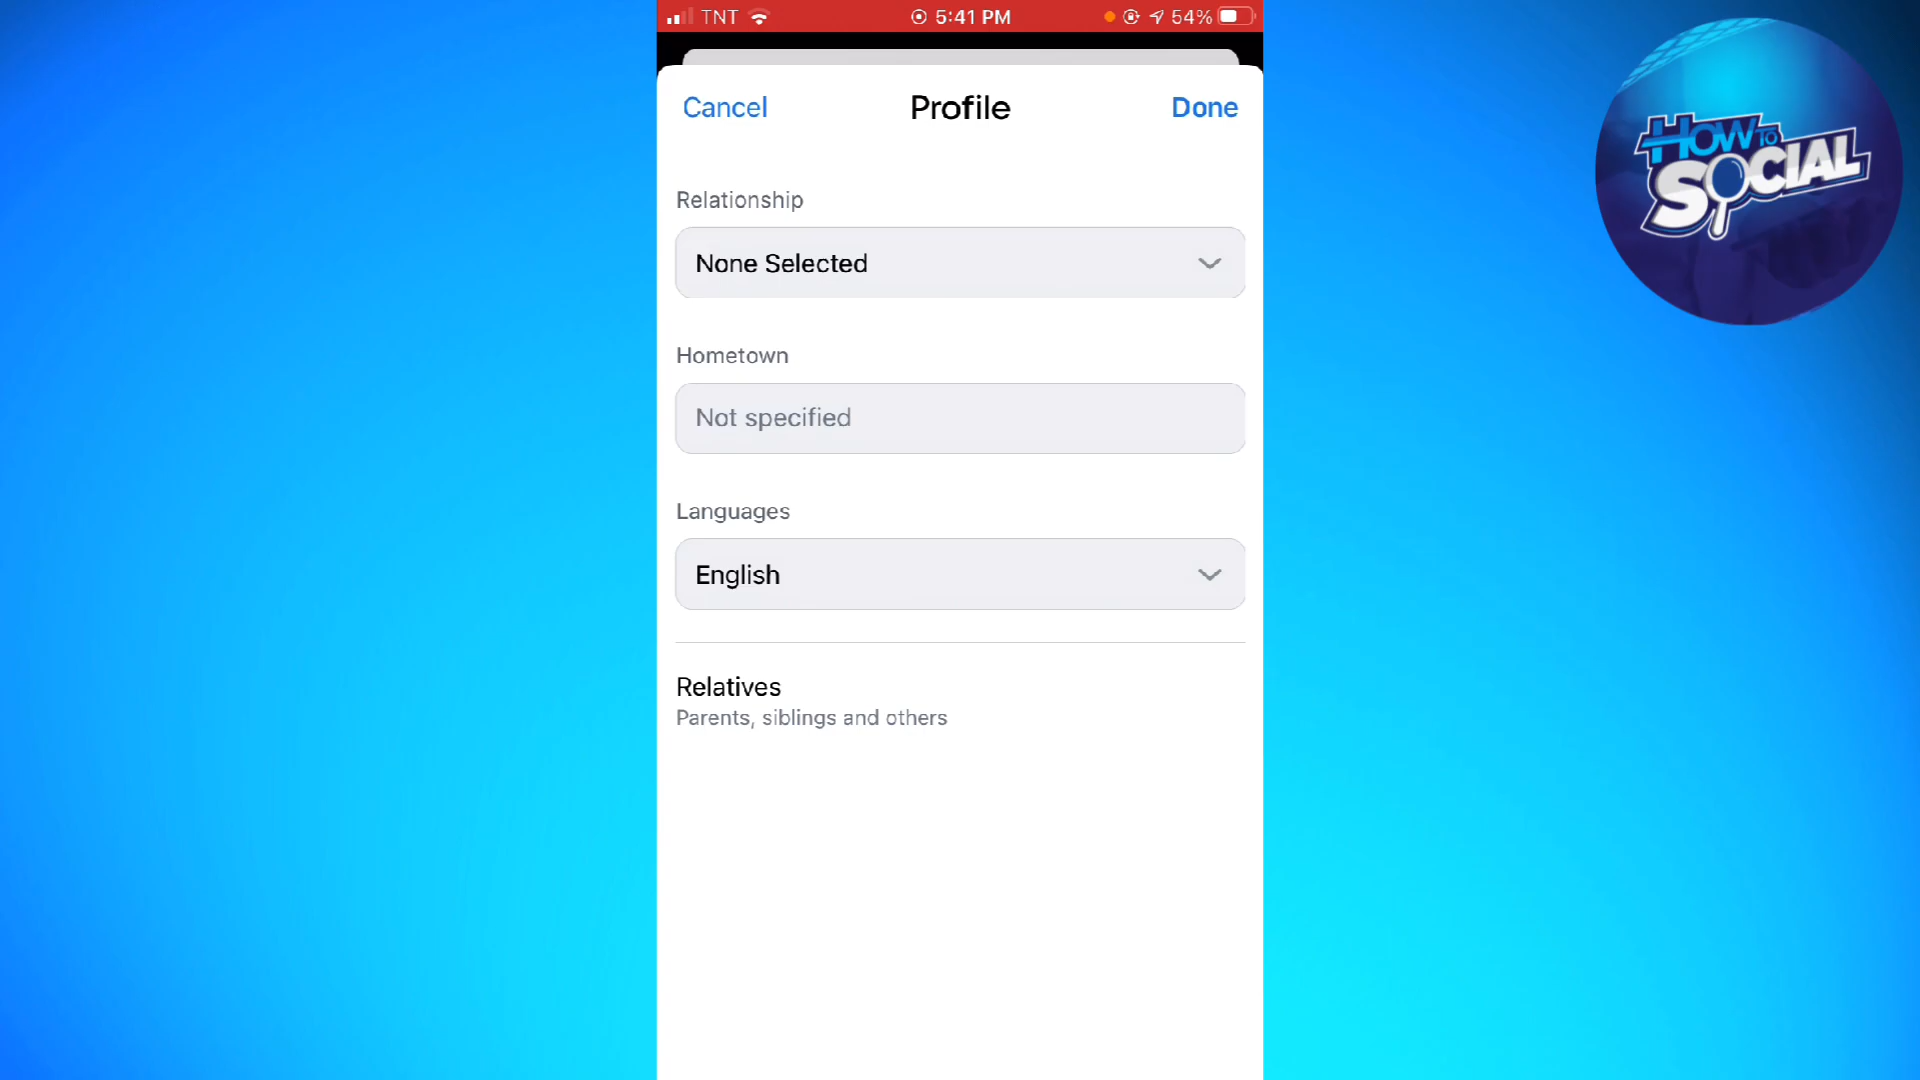 TNT 5:41 PM 54%
Cancel Profile Done
Relationship
None Selected
Hometown
Not specified
Languages
English
Relatives
Parents, siblings and others
HOW TO
SOCIAL